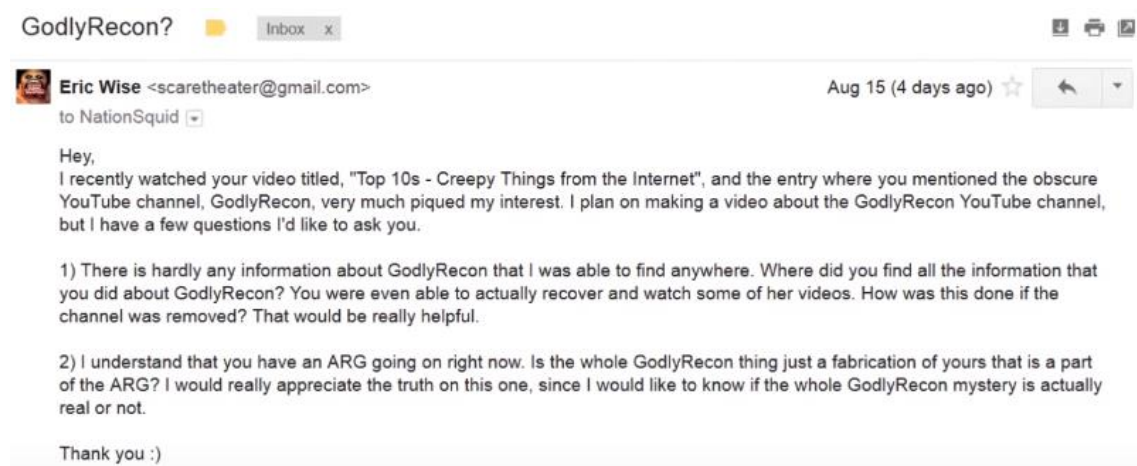 GodlyRecon?
Inbox x
Eric Wise <scaretheater@gmail.com>
Aug 15 (4 days ago)
to NationSquid
Hey,
I recently watched your video titled, "Top 10s - Creepy Things from the Internet", and the entry where you mentioned the obscure
YouTube channel, GodlyRecon, very much piqued my interest. I plan on making a video about the GodlyRecon YouTube channel,
but I have a few questions I'd like to ask you.
1) There is hardly any information about GodlyRecon that I was able to find anywhere. Where did you find all the information that
you did about GodlyRecon? You were even able to actually recover and watch some of her videos. How was this done if the
channel was removed? That would be really helpful.
2) I understand that you have an ARG going on right now. Is the whole GodlyRecon thing just a fabrication of yours that is a part
of the ARG? I would really appreciate the truth on this one, since I would like to know if the whole GodlyRecon mystery is actually
real or not.
Thank you :)